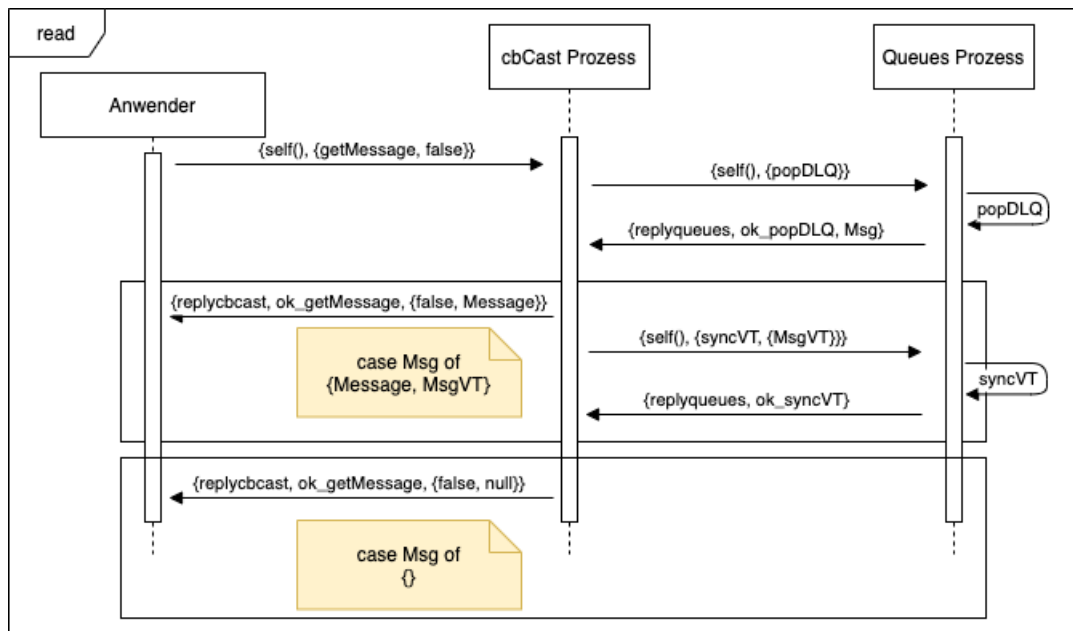 read
cbCast Prozess
Queues Prozess
Anwender
{self(), {getMessage, false}}
{self(), {popDLQ}}
popDLQ
{replyqueues, ok_popDLQ, Msg}
{replycbcast, ok_getMessage, {false, Message}}
{self(), {syncVT, {MsgVT}}}
case Msg of
{Message, MsgVT}
syncVT
{replyqueues, ok_syncVT}
{replycbcast, ok_getMessage, {false, null}}
case Msg of
{}